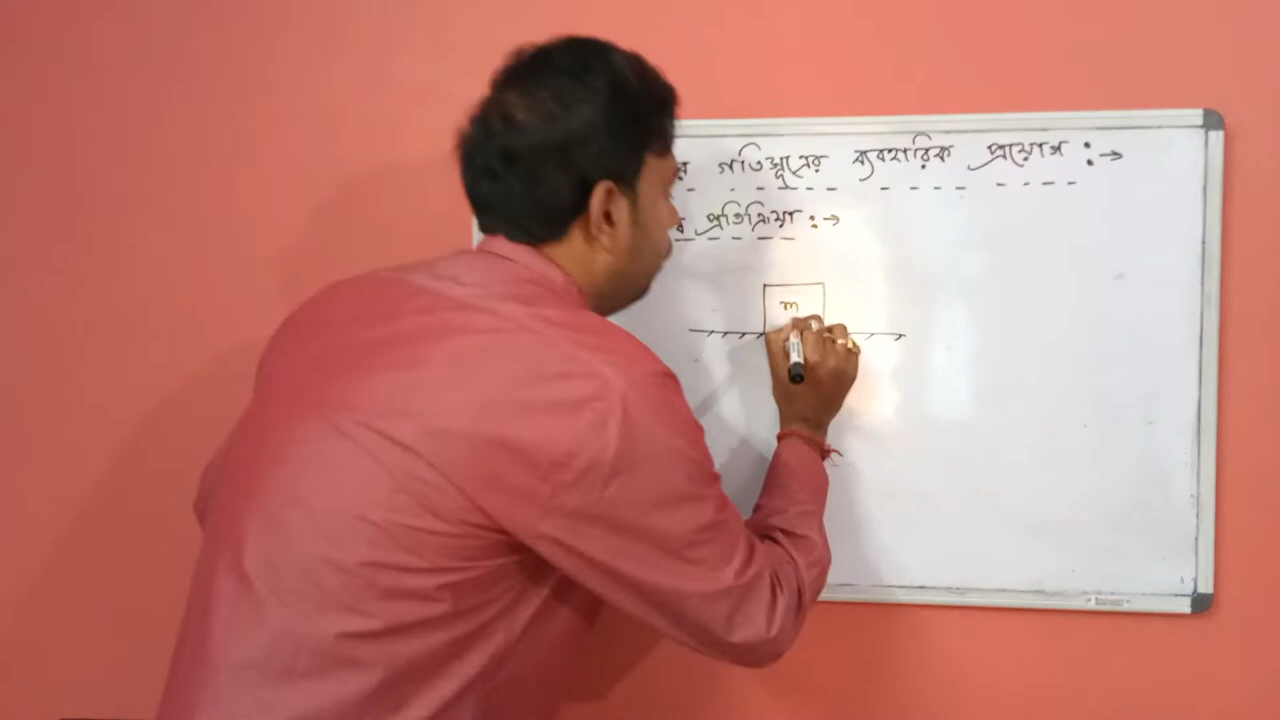 র গতিসূত্রের ব্যবহারিক প্রয়োগ :→
ব প্রতিক্রিয়া :→
m